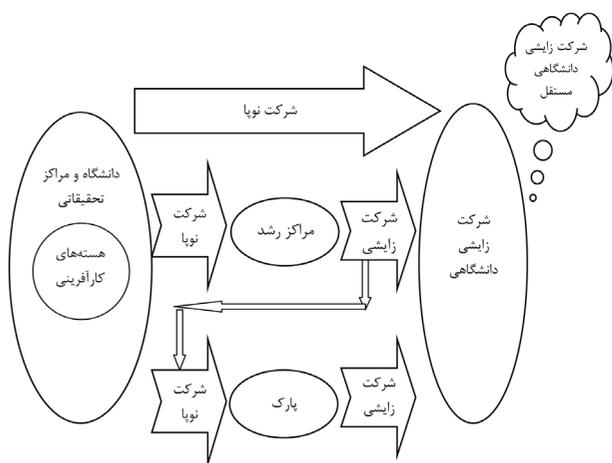 شرکت زایشی
دانشگاهی
مستقل
شرکت نوپا
دانشگاه و مراکز
تحقیقاتی
هسته‌های
کارآفرینی
شرکت
نوپا
مراکز رشد
شرکت
زایشی
شرکت
زایشی
دانشگاهی
شرکت
نوپا
پارک
شرکت
زایشی